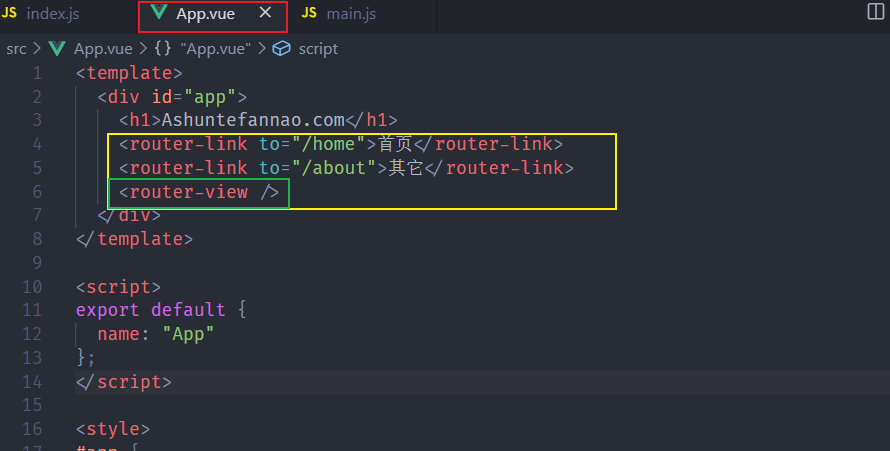 JS index.js App.vue × JS main.js
src > App.vue > {} "App.vue" > script
1 <template>
2 <div id="app">
3 <h1>Ashuntefannao.com</h1>
4 <router-link to="/home">首页</router-link>
5 <router-link to="/about">其它</router-link>
6 <router-view />
7 </div>
8 </template>
9
10 <script>
11 export default {
12 name: "App"
13 };
14 </script>
15
16 <style>
17 #app {